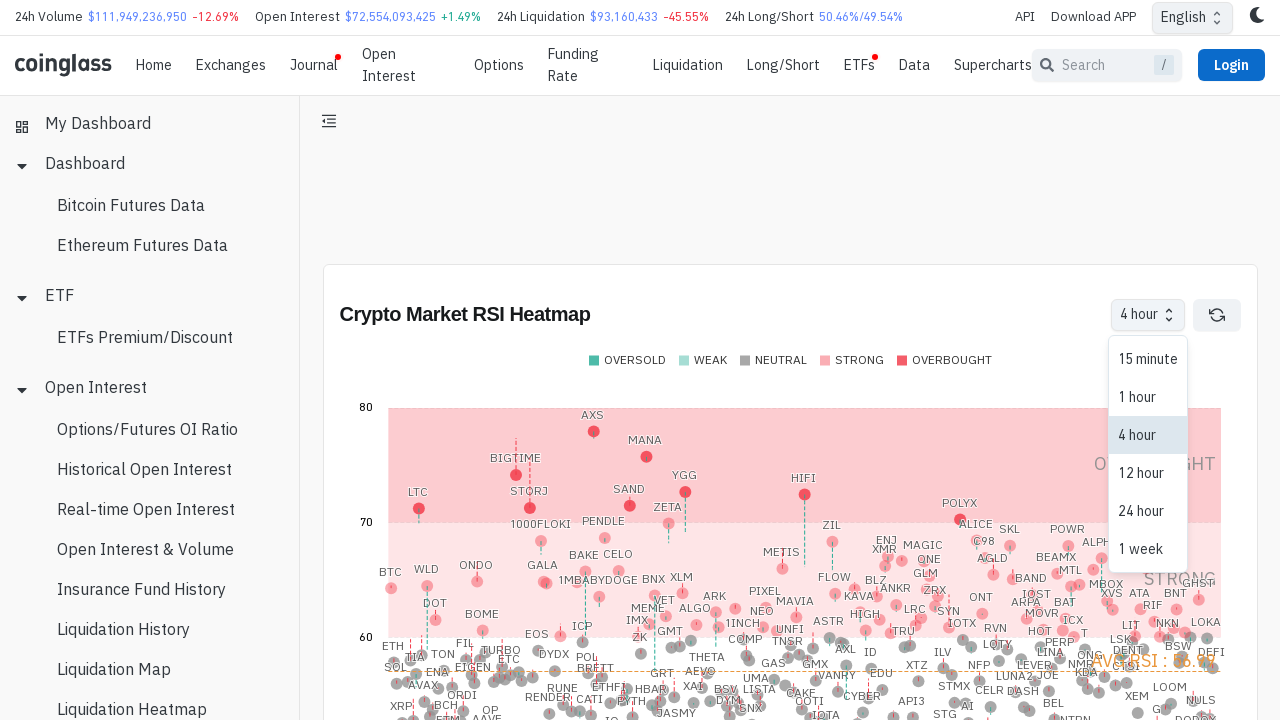 24h Volume $111,949,236,950 -12.69% Open Interest $72,554,093,425 +1.49% 24h Liquidation $93,160,433 -45.55% 24h Long/Short 50.46%/49.54% API Download APP English
coinglass Home Exchanges Journal Open Interest Options Funding Rate Liquidation Long/Short ETFs Data Supercharts Search / Login
My Dashboard
Dashboard
Bitcoin Futures Data
Ethereum Futures Data
ETF
ETFs Premium/Discount
Open Interest
Options/Futures OI Ratio
Historical Open Interest
Real-time Open Interest
Open Interest & Volume
Insurance Fund History
Liquidation History
Liquidation Map
Liquidation Heatmap
Crypto Market RSI Heatmap
4 hour
15 minute
1 hour
4 hour
12 hour
24 hour
1 week
OVERSOLD WEAK NEUTRAL STRONG OVERBOUGHT
80
AXS
MANA
BIGTIME
YGG
HIFI
LTC
STORJ
SAND
ZETA
POLYX
70
1000FLOKI
PENDLE
ZIL
ALICE
SKL
POWR
BAKE
CELO
METIS
ENJ
XMR
MAGIC
C98
ONE
AGLD
BEAMX
BTC
WLD
ONDO
GALA
1MBABYDOGE
BNX
XLM
FLOW
BLZ
GLM
BAND
MTL
STRONG
MBOX
GHST
DOT
BOME
VET
MEME
ALGO
ARK
PIXEL
NEO
MAVIA
KAVA
ANKR
ZRX
LRC
SYN
ONT
IOST
ARPA
BAT
XVS
ATA
BNT
RIF
60
EOS
ICP
IMX
ZK
GMT
1INCH
COMP
UNFI
TNSR
ASTR
HIGH
TRU
IOTX
RVN
HOT
MOVR
ICX
LIT
NKN
LOKA
ETH
SOL
TON
FIL
TURBO
ETC
DYDX
POL
BRETT
THETA
GAS
GMX
AXL
ID
ILV
LQTY
NFP
PERP
LINA
LEVER
ONG
NMR
LSK
DENT
CTSI
BSW
DEFI
ENA
EIGEN
AVAX
RUNE
ETHFI
GRT
AEVO
UMA
VANRY
EDU
XTZ
STMX
LUNA2
JOE
KDA
XRP
BCH
ORDI
OP
AAVE
RENDER
CATI
PYTH
HBAR
XAI
JASMY
BSV
DYM
LISTA
SNX
CAKE
OOTI
IOTA
CYBER
API3
STG
CELR
AI
DASH
BEL
XEM
LOOM
NULS